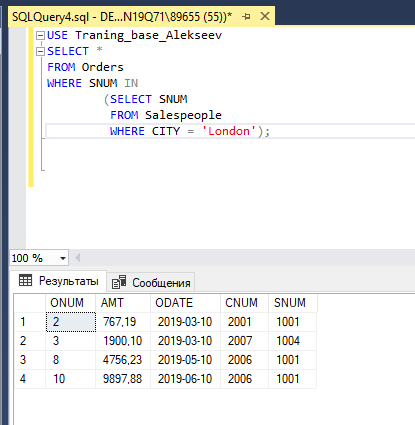 SQLQuery4.sql - DE...N19Q71\89655 (55))*
USE Traning_base_Alekseev
SELECT *
FROM Orders
WHERE SNUM IN
(SELECT SNUM
FROM Salespeople
WHERE CITY = 'London');
100 %
Результаты Сообщения
ONUM AMT ODATE CNUM SNUM
1 2 767,19 2019-03-10 2001 1001
2 3 1900,10 2019-03-10 2007 1004
3 8 4756,23 2019-05-10 2006 1001
4 10 9897,88 2019-06-10 2006 1001